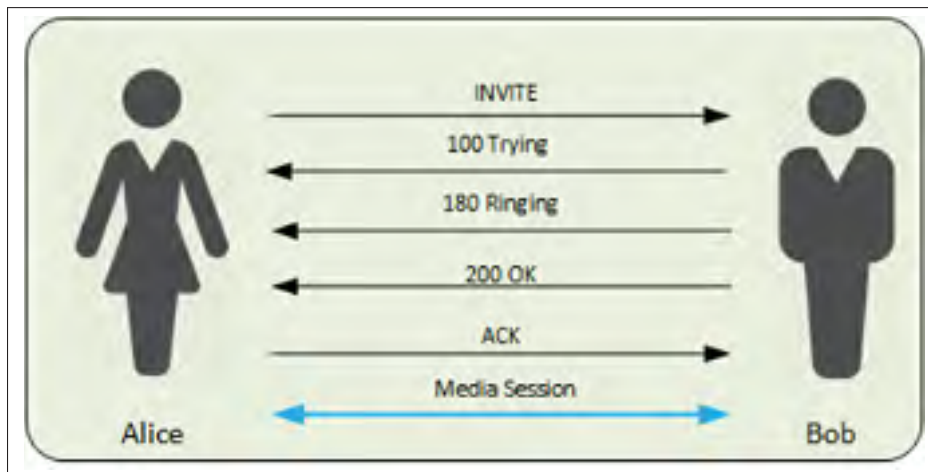 INVITE
100 Trying
180 Ringing
200 OK
ACK
Media Session
Alice
Bob